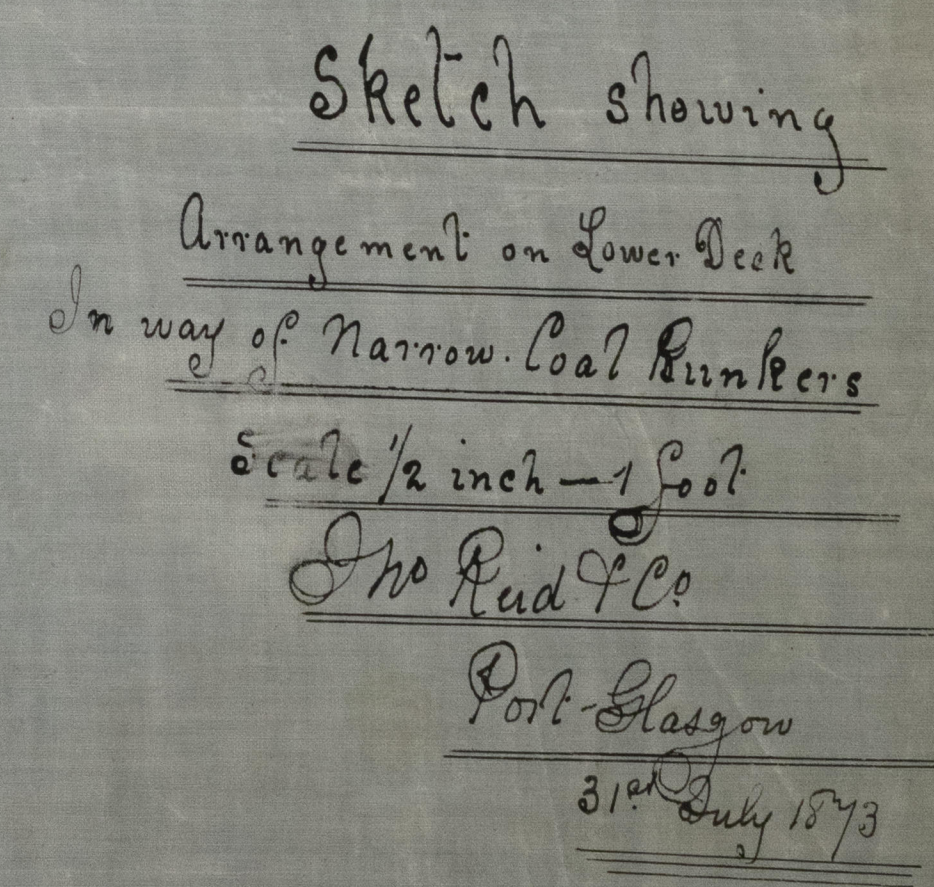 Sketch showing
Arrangement on Lower Deck
In way of Narrow. Coal Bunkers
Scale 1/2 inch — 1 foot
Jno Reid & Co.
Port-Glasgow
31st July 1873